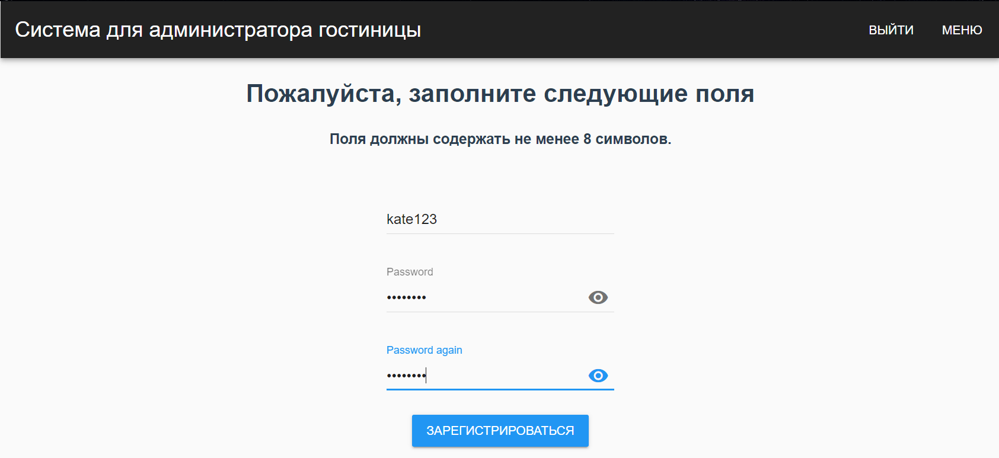 Система для администратора гостиницы
ВЫЙТИ МЕНЮ
Пожалуйста, заполните следующие поля
Поля должны содержать не менее 8 символов.
kate123
Password
••••••••
Password again
••••••••
ЗАРЕГИСТРИРОВАТЬСЯ